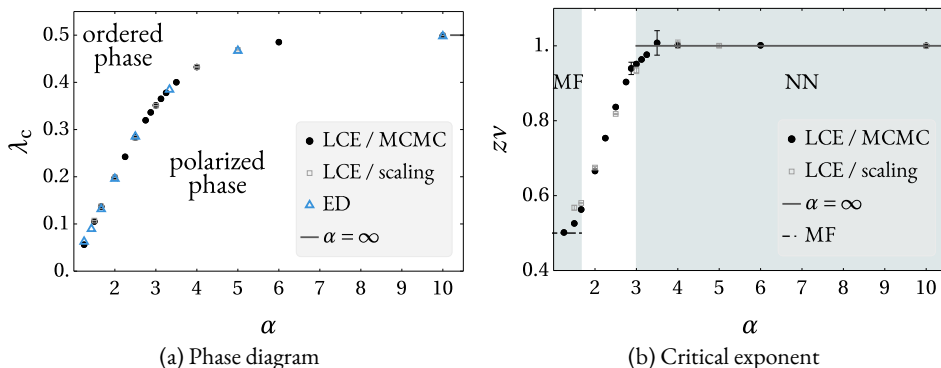 0.5
0.4
0.3
0.2
0.1
0.
λc
ordered
phase
polarized
phase
LCE / MCMC
LCE / scaling
ED
α = ∞
2 3 4 5 6 7 8 9 10
α
(a) Phase diagram
1.
0.8
0.6
0.4
zν
MF
NN
LCE / MCMC
LCE / scaling
α = ∞
MF
2 3 4 5 6 7 8 9 10
α
(b) Critical exponent